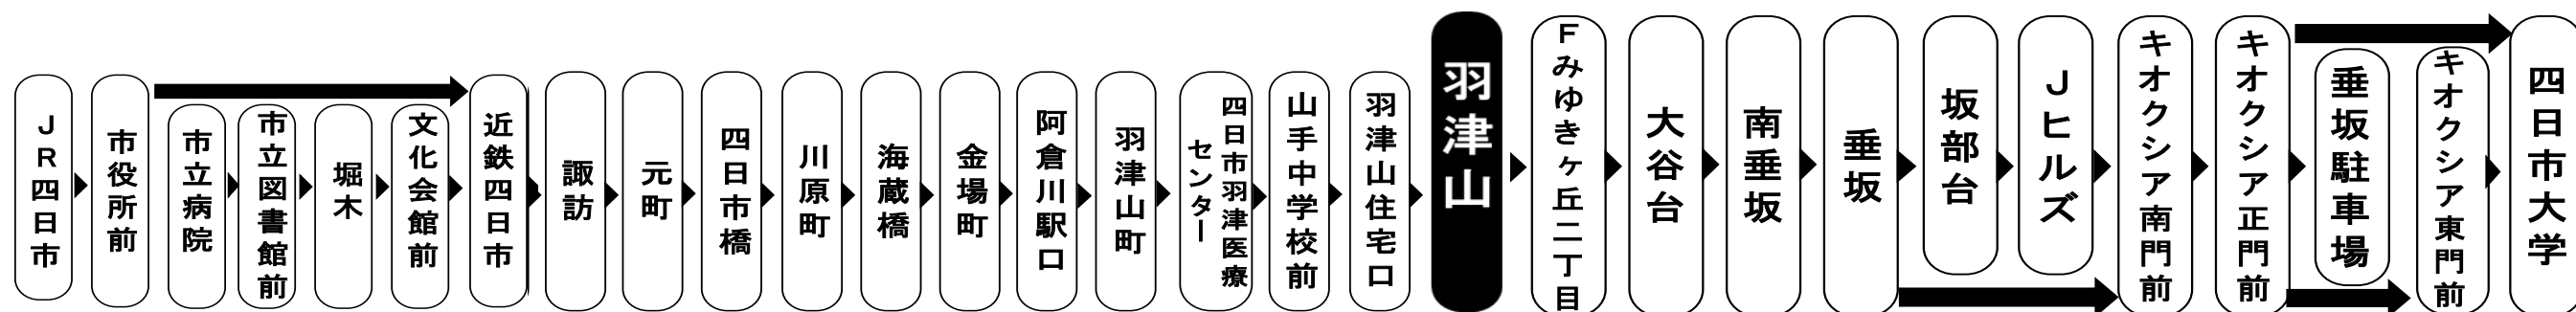 ＪＲ四日市
市役所前
市立病院
市立図書館前
堀木
文化会館前
近鉄四日市
諏訪
元町
四日市橋
川原町
海蔵橋
金場町
阿倉川駅口
羽津山町
四日市羽津医療
センター
山手中学校前
羽津山住宅口
羽津山
Ｆみゆきヶ丘二丁目
大谷台
南垂坂
垂坂
坂部台
Ｊヒルズ
キオクシア南門前
キオクシア正門前
垂坂駐車場
キオクシア東門前
四日市大学